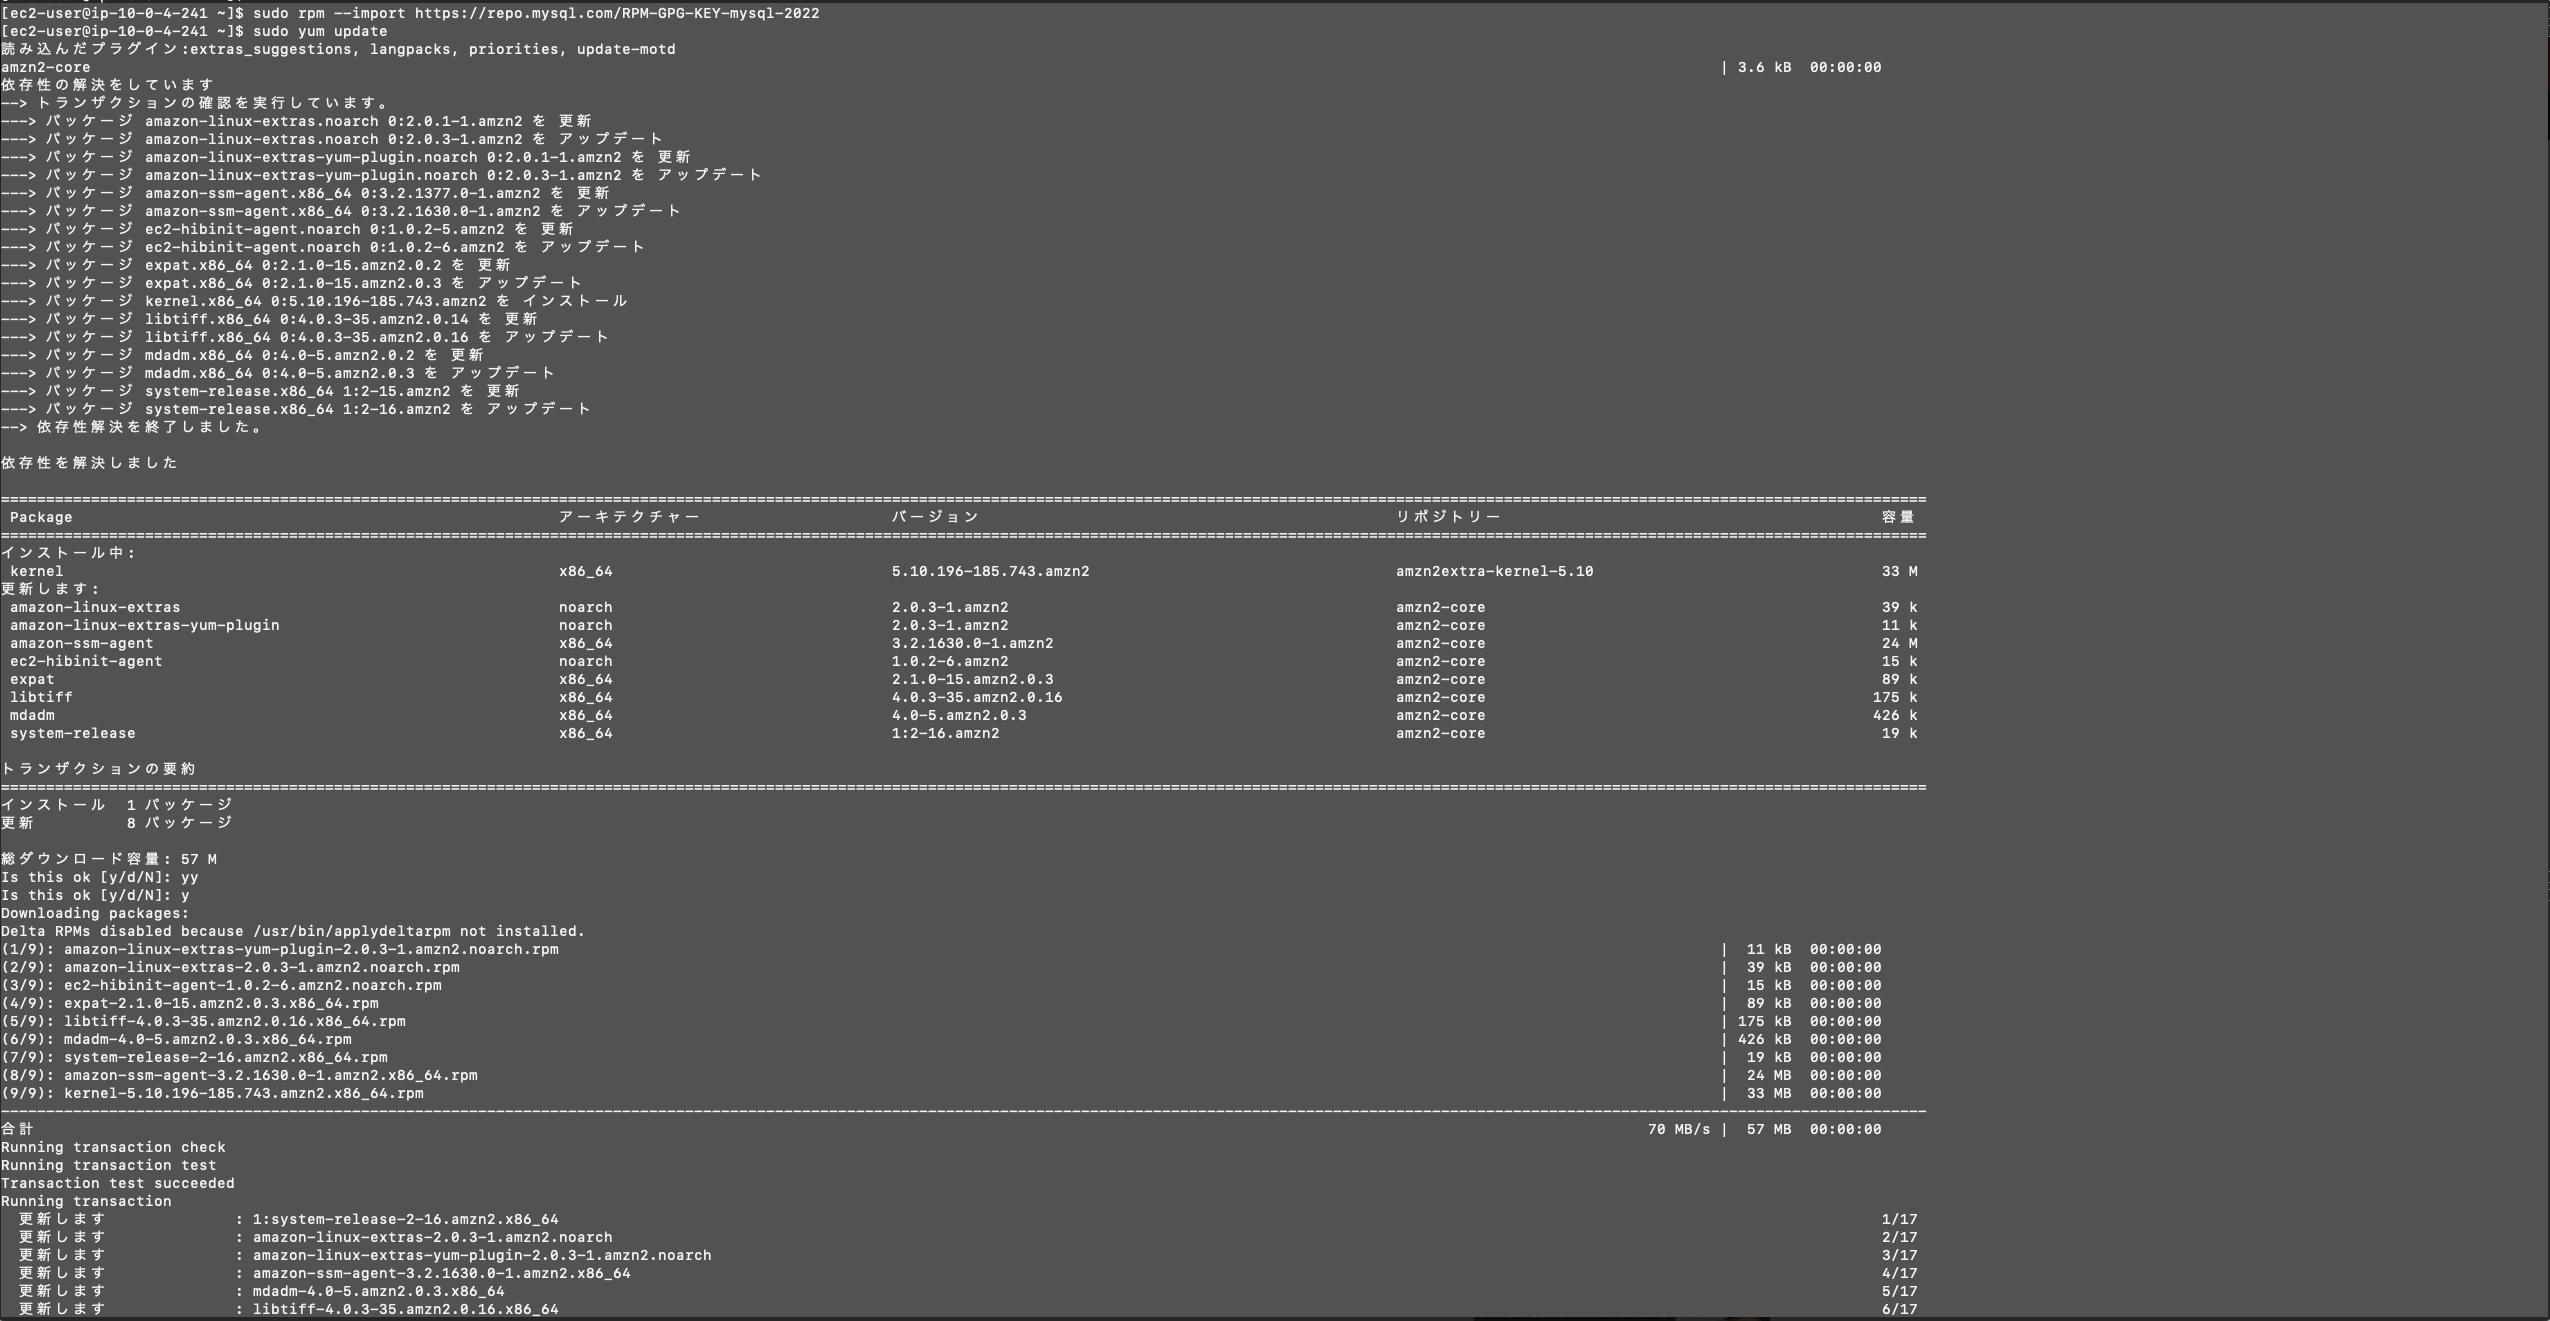 [ec2-user@ip-10-0-4-241 ~]$ sudo rpm --import https://repo.mysql.com/RPM-GPG-KEY-mysql-2022
[ec2-user@ip-10-0-4-241 ~]$ sudo yum update
読み込んだプラグイン:extras_suggestions, langpacks, priorities, update-motd
amzn2-core | 3.6 kB 00:00:00
依存性の解決をしています
--> トランザクションの確認を実行しています。
---> パッケージ amazon-linux-extras.noarch 0:2.0.1-1.amzn2 を 更新
---> パッケージ amazon-linux-extras.noarch 0:2.0.3-1.amzn2 を アップデート
---> パッケージ amazon-linux-extras-yum-plugin.noarch 0:2.0.1-1.amzn2 を 更新
---> パッケージ amazon-linux-extras-yum-plugin.noarch 0:2.0.3-1.amzn2 を アップデート
---> パッケージ amazon-ssm-agent.x86_64 0:3.2.1377.0-1.amzn2 を 更新
---> パッケージ amazon-ssm-agent.x86_64 0:3.2.1630.0-1.amzn2 を アップデート
---> パッケージ ec2-hibinit-agent.noarch 0:1.0.2-5.amzn2 を 更新
---> パッケージ ec2-hibinit-agent.noarch 0:1.0.2-6.amzn2 を アップデート
---> パッケージ expat.x86_64 0:2.1.0-15.amzn2.0.2 を 更新
---> パッケージ expat.x86_64 0:2.1.0-15.amzn2.0.3 を アップデート
---> パッケージ kernel.x86_64 0:5.10.196-185.743.amzn2 を インストール
---> パッケージ libtiff.x86_64 0:4.0.3-35.amzn2.0.14 を 更新
---> パッケージ libtiff.x86_64 0:4.0.3-35.amzn2.0.16 を アップデート
---> パッケージ mdadm.x86_64 0:4.0-5.amzn2.0.2 を 更新
---> パッケージ mdadm.x86_64 0:4.0-5.amzn2.0.3 を アップデート
---> パッケージ system-release.x86_64 1:2-15.amzn2 を 更新
---> パッケージ system-release.x86_64 1:2-16.amzn2 を アップデート
--> 依存性解決を終了しました。
依存性を解決しました
Package アーキテクチャー バージョン リポジトリー 容量
インストール中:
kernel x86_64 5.10.196-185.743.amzn2 amzn2extra-kernel-5.10 33 M
更新します:
amazon-linux-extras noarch 2.0.3-1.amzn2 amzn2-core 39 k
amazon-linux-extras-yum-plugin noarch 2.0.3-1.amzn2 amzn2-core 11 k
amazon-ssm-agent x86_64 3.2.1630.0-1.amzn2 amzn2-core 24 M
ec2-hibinit-agent noarch 1.0.2-6.amzn2 amzn2-core 15 k
expat x86_64 2.1.0-15.amzn2.0.3 amzn2-core 89 k
libtiff x86_64 4.0.3-35.amzn2.0.16 amzn2-core 175 k
mdadm x86_64 4.0-5.amzn2.0.3 amzn2-core 426 k
system-release x86_64 1:2-16.amzn2 amzn2-core 19 k
トランザクションの要約
インストール 1 パッケージ
更新 8 パッケージ
総ダウンロード容量: 57 M
Is this ok [y/d/N]: yy
Is this ok [y/d/N]: y
Downloading packages:
Delta RPMs disabled because /usr/bin/applydeltarpm not installed.
(1/9): amazon-linux-extras-yum-plugin-2.0.3-1.amzn2.noarch.rpm | 11 kB 00:00:00
(2/9): amazon-linux-extras-2.0.3-1.amzn2.noarch.rpm | 39 kB 00:00:00
(3/9): ec2-hibinit-agent-1.0.2-6.amzn2.noarch.rpm | 15 kB 00:00:00
(4/9): expat-2.1.0-15.amzn2.0.3.x86_64.rpm | 89 kB 00:00:00
(5/9): libtiff-4.0.3-35.amzn2.0.16.x86_64.rpm | 175 kB 00:00:00
(6/9): mdadm-4.0-5.amzn2.0.3.x86_64.rpm | 426 kB 00:00:00
(7/9): system-release-2-16.amzn2.x86_64.rpm | 19 kB 00:00:00
(8/9): amazon-ssm-agent-3.2.1630.0-1.amzn2.x86_64.rpm | 24 MB 00:00:00
(9/9): kernel-5.10.196-185.743.amzn2.x86_64.rpm | 33 MB 00:00:00
合計 70 MB/s | 57 MB 00:00:00
Running transaction check
Running transaction test
Transaction test succeeded
Running transaction
更新します : 1:system-release-2-16.amzn2.x86_64 1/17
更新します : amazon-linux-extras-2.0.3-1.amzn2.noarch 2/17
更新します : amazon-linux-extras-yum-plugin-2.0.3-1.amzn2.noarch 3/17
更新します : amazon-ssm-agent-3.2.1630.0-1.amzn2.x86_64 4/17
更新します : mdadm-4.0-5.amzn2.0.3.x86_64 5/17
更新します : libtiff-4.0.3-35.amzn2.0.16.x86_64 6/17